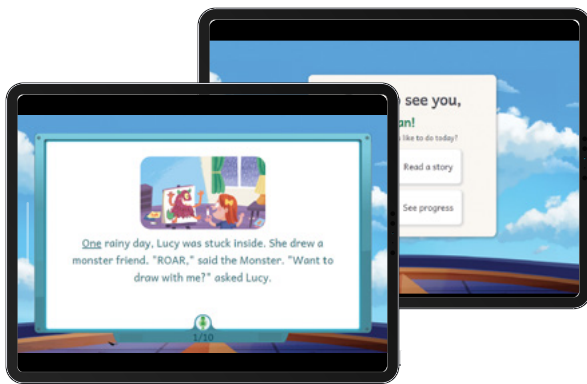 see you,
an!
like to do today?
Read a story
See progress
One rainy day, Lucy was stuck inside. She drew a
monster friend. "ROAR," said the Monster. "Want to
draw with me?" asked Lucy.
1/10